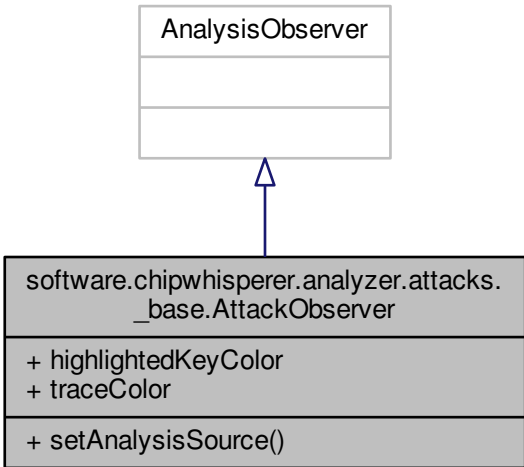 AnalysisObserver
software.chipwhisperer.analyzer.attacks.
_base.AttackObserver
+ highlightedKeyColor
+ traceColor
+ setAnalysisSource()